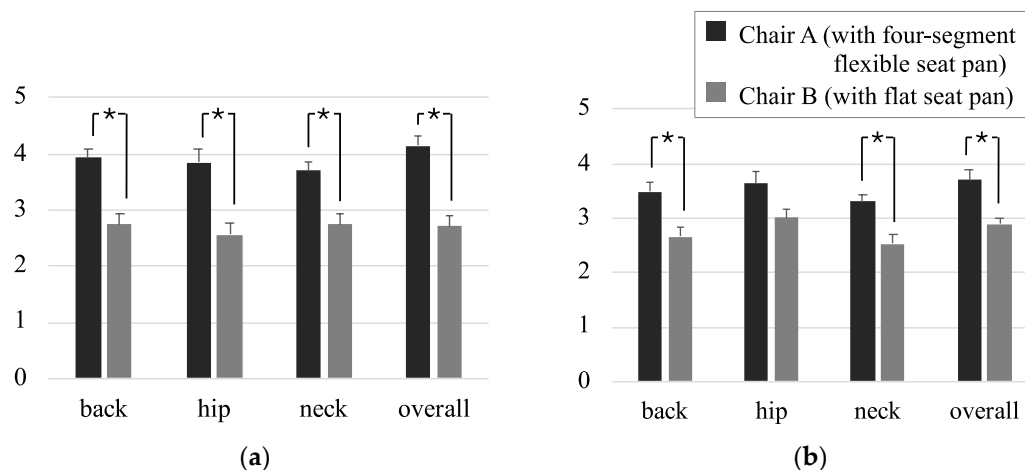 Chair A (with four-segment
flexible seat pan)
Chair B (with flat seat pan)
5
4
3
2
1
0
* * * *
back hip neck overall
(a)
5
4
3
2
1
0
* * *
back hip neck overall
(b)